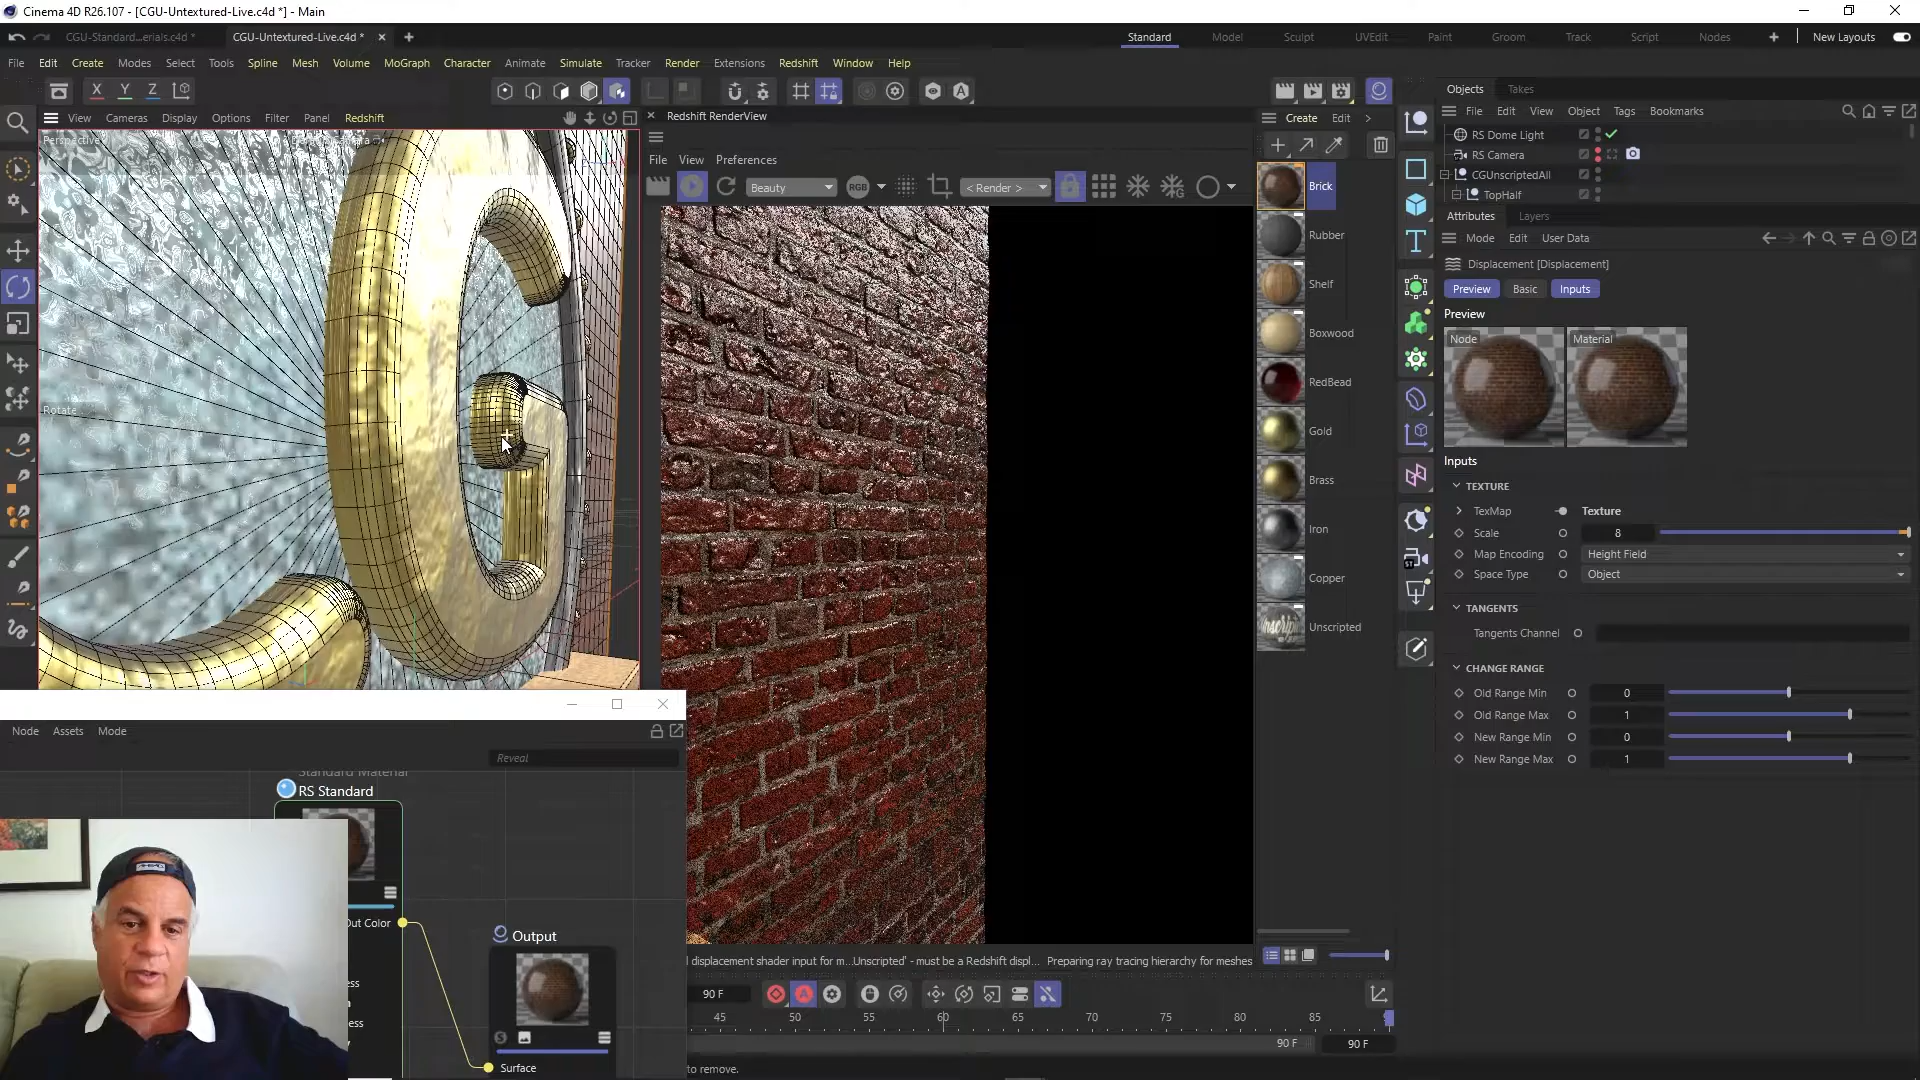 Cinema 4D R26.107 - [CGU-Untextured-Live.c4d *] - Main
CGU-Standard...erials.c4d *
CGU-Untextured-Live.c4d *
Standard
Model
Sculpt
UVEdit
Paint
Groom
Track
Script
Nodes
New Layouts
File Edit Create Modes Select Tools Spline Mesh Volume MoGraph Character Animate Simulate Tracker Render Extensions Redshift Window Help
X Y Z
Objects Takes
View Cameras Display Options Filter Panel Redshift
Redshift RenderView
Create Edit
File Edit View Object Tags Bookmarks
Perspective
File View Preferences
Beauty
RGB
< Render >
RS Dome Light
RS Camera
CGUnscriptedAll
TopHalf
Attributes Layers
Mode Edit User Data
Displacement [Displacement]
Preview Basic Inputs
Preview
Node
Material
Brick
Rubber
Shelf
Boxwood
RedBead
Gold
Brass
Iron
Copper
Unscripted
Rotate
Inputs
TEXTURE
TexMap Texture
Scale 8
Map Encoding Height Field
Space Type Object
TANGENTS
Tangents Channel
CHANGE RANGE
Old Range Min 0
Old Range Max 1
New Range Min 0
New Range Max 1
Node Assets Mode
Reveal
Standard Material
RS Standard
Out Color
Output
Surface
l displacement shader input for m...Unscripted' - must be a Redshift displ... Preparing ray tracing hierarchy for meshes
90 F
45 50 55 60 65 70 75 80 85
90 F
90 F
to remove.